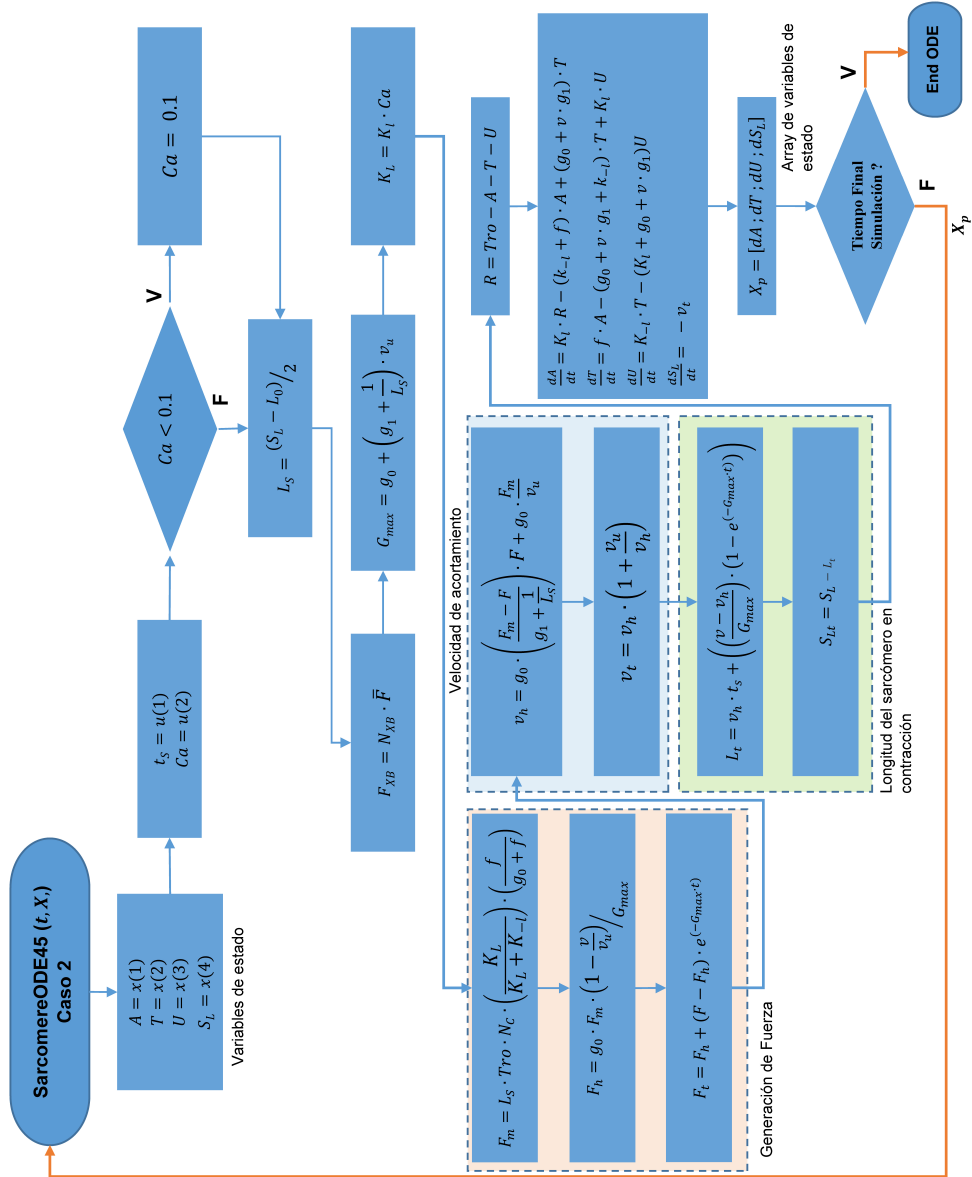 SarcomereODE45 (t, X,)
Caso 2
A = x(1)
T = x(2)
U = x(3)
S_L = x(4)
Variables de estado
t_S = u(1)
Ca = u(2)
Ca < 0.1
V
F
Ca = 0.1
L_S = (S_L − L_0)/2
F_XB = N_XB · F̅
G_max = g_0 + (g_1 + 1/L_S) · v_u
K_L = K_l · Ca
F_m = L_S · Tro · N_C · (K_L/(K_L + K_−l)) · (f/(g_0 + f))
F_h = g_0 · F_m · (1 − v/v_u)/G_max
F_t = F_h + (F − F_h) · e^(−G_max·t)
Generación de Fuerza
Velocidad de acortamiento
v_h = g_0 · ((F_m − F)/(g_1 + 1/L_S)) · F + g_0 · F_m/v_u
v_t = v_h · (1 + v_u/v_h)
L_t = v_h · t_s + (((v − v_h)/G_max) · (1 − e^(−G_max·t)))
S_Lt = S_L − L_t
Longitud del sarcómero en
contracción
R = Tro − A − T − U
dA/dt = K_l · R − (k_−l + f) · A + (g_0 + v · g_1) · T
dT/dt = f · A − (g_0 + v · g_1 + k_−l) · T + K_l · U
dU/dt = K_−l · T − (K_l + g_0 + v · g_1)U
dS_L/dt = − v_t
X_p = [dA ; dT ; dU ; dS_L]
Array de variables de
estado
Tiempo Final
Simulación ?
V
F
X_p
End ODE